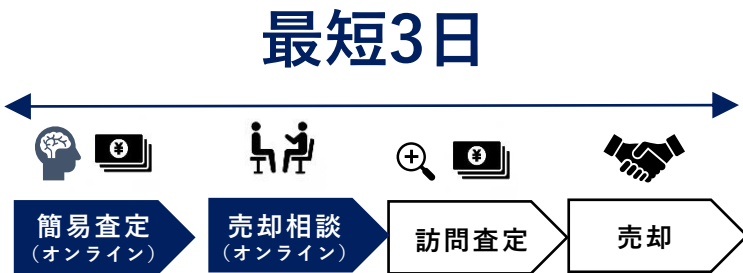 最短3日
¥
¥
簡易査定
（オンライン）
売却相談
（オンライン）
訪問査定
売却